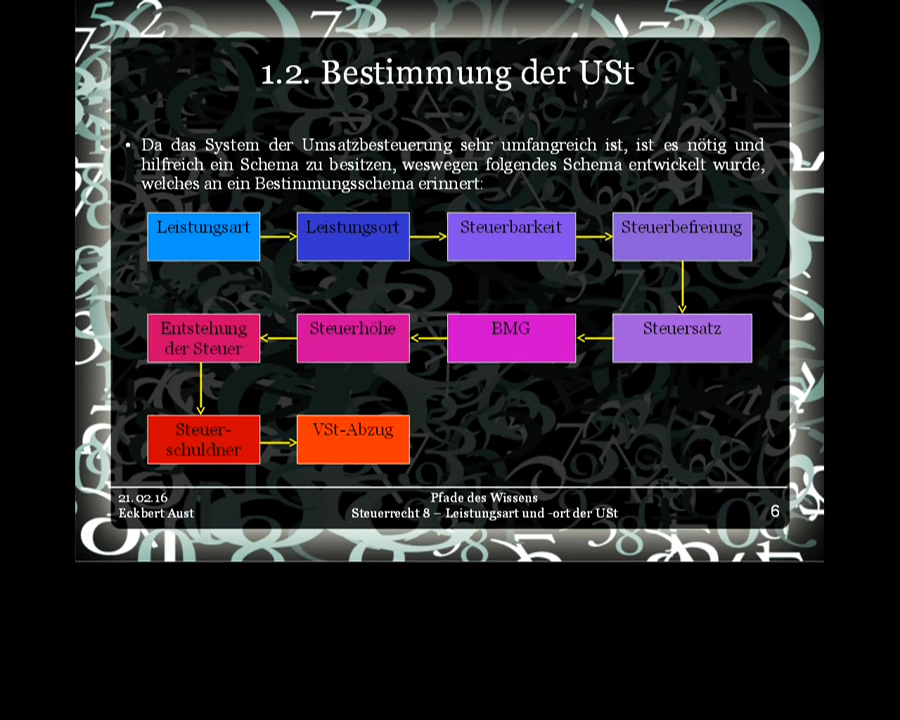 1.2. Bestimmung der USt
• Da das System der Umsatzbesteuerung sehr umfangreich ist, ist es nötig und
hilfreich ein Schema zu besitzen, weswegen folgendes Schema entwickelt wurde,
welches an ein Bestimmungsschema erinnert:
Leistungsart
Leistungsort
Steuerbarkeit
Steuerbefreiung
Steuersatz
BMG
Steuerhöhe
Entstehung
der Steuer
Steuer-
schuldner
VSt-Abzug
21.02.16
Eckbert Aust
Pfade des Wissens
Steuerrecht 8 – Leistungsart und -ort der USt
6